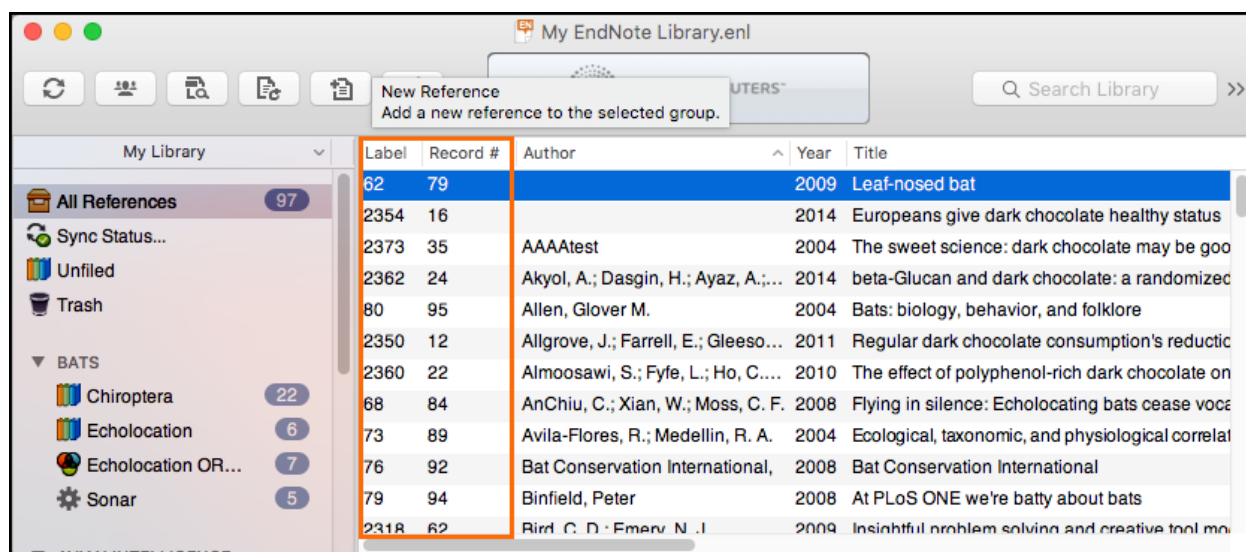 My EndNote Library.enl
New Reference
Add a new reference to the selected group.
UTERS
Search Library
My Library
Label Record # Author Year Title
All References 97
Sync Status...
Unfiled
Trash
BATS
Chiroptera 22
Echolocation 6
Echolocation OR... 7
Sonar 5
62 79 2009 Leaf-nosed bat
2354 16 2014 Europeans give dark chocolate healthy status
2373 35 AAAAtest 2004 The sweet science: dark chocolate may be goo
2362 24 Akyol, A.; Dasgin, H.; Ayaz, A.;... 2014 beta-Glucan and dark chocolate: a randomized
80 95 Allen, Glover M. 2004 Bats: biology, behavior, and folklore
2350 12 Allgrove, J.; Farrell, E.; Gleeso... 2011 Regular dark chocolate consumption's reductio
2360 22 Almoosawi, S.; Fyfe, L.; Ho, C.... 2010 The effect of polyphenol-rich dark chocolate on
68 84 AnChiu, C.; Xian, W.; Moss, C. F. 2008 Flying in silence: Echolocating bats cease voca
73 89 Avila-Flores, R.; Medellin, R. A. 2004 Ecological, taxonomic, and physiological correlat
76 92 Bat Conservation International, 2008 Bat Conservation International
79 94 Binfield, Peter 2008 At PLoS ONE we're batty about bats
2318 62 Bird, C. D.; Emery, N. J. 2009 Insightful problem solving and creative tool mo